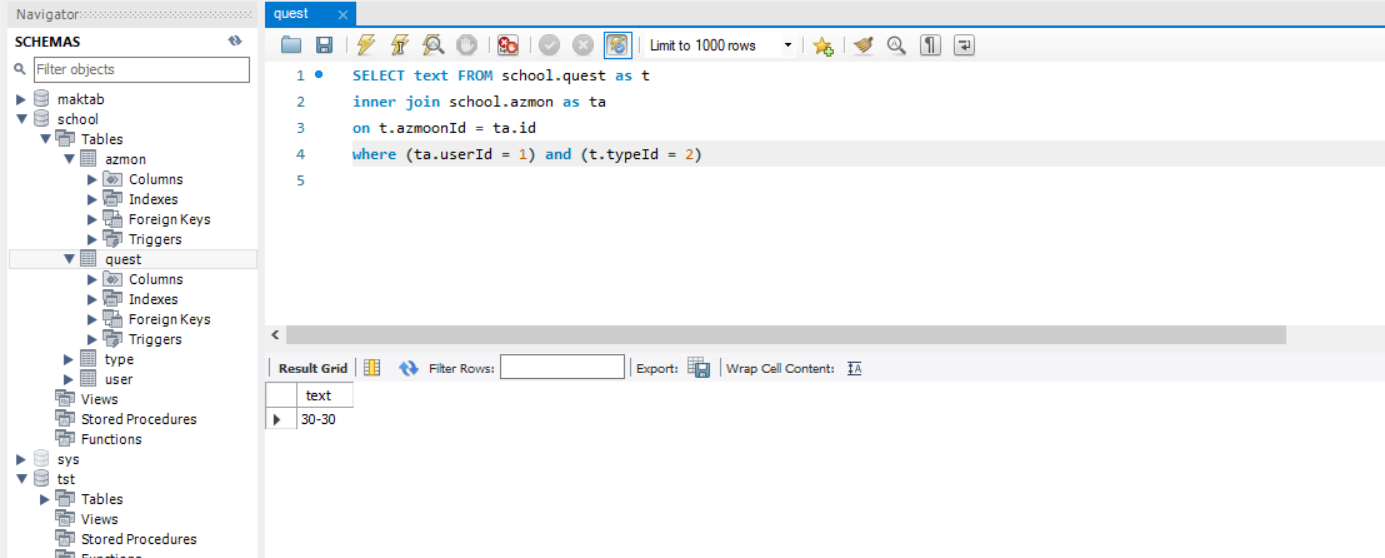 Navigator
SCHEMAS
Filter objects
maktab
school
Tables
azmon
Columns
Indexes
Foreign Keys
Triggers
quest
Columns
Indexes
Foreign Keys
Triggers
type
user
Views
Stored Procedures
Functions
sys
tst
Tables
Views
Stored Procedures
Functions
quest
Limit to 1000 rows
1 SELECT text FROM school.quest as t
2 inner join school.azmon as ta
3 on t.azmoonId = ta.id
4 where (ta.userId = 1) and (t.typeId = 2)
5
Result Grid Filter Rows: Export: Wrap Cell Content:
text
30-30